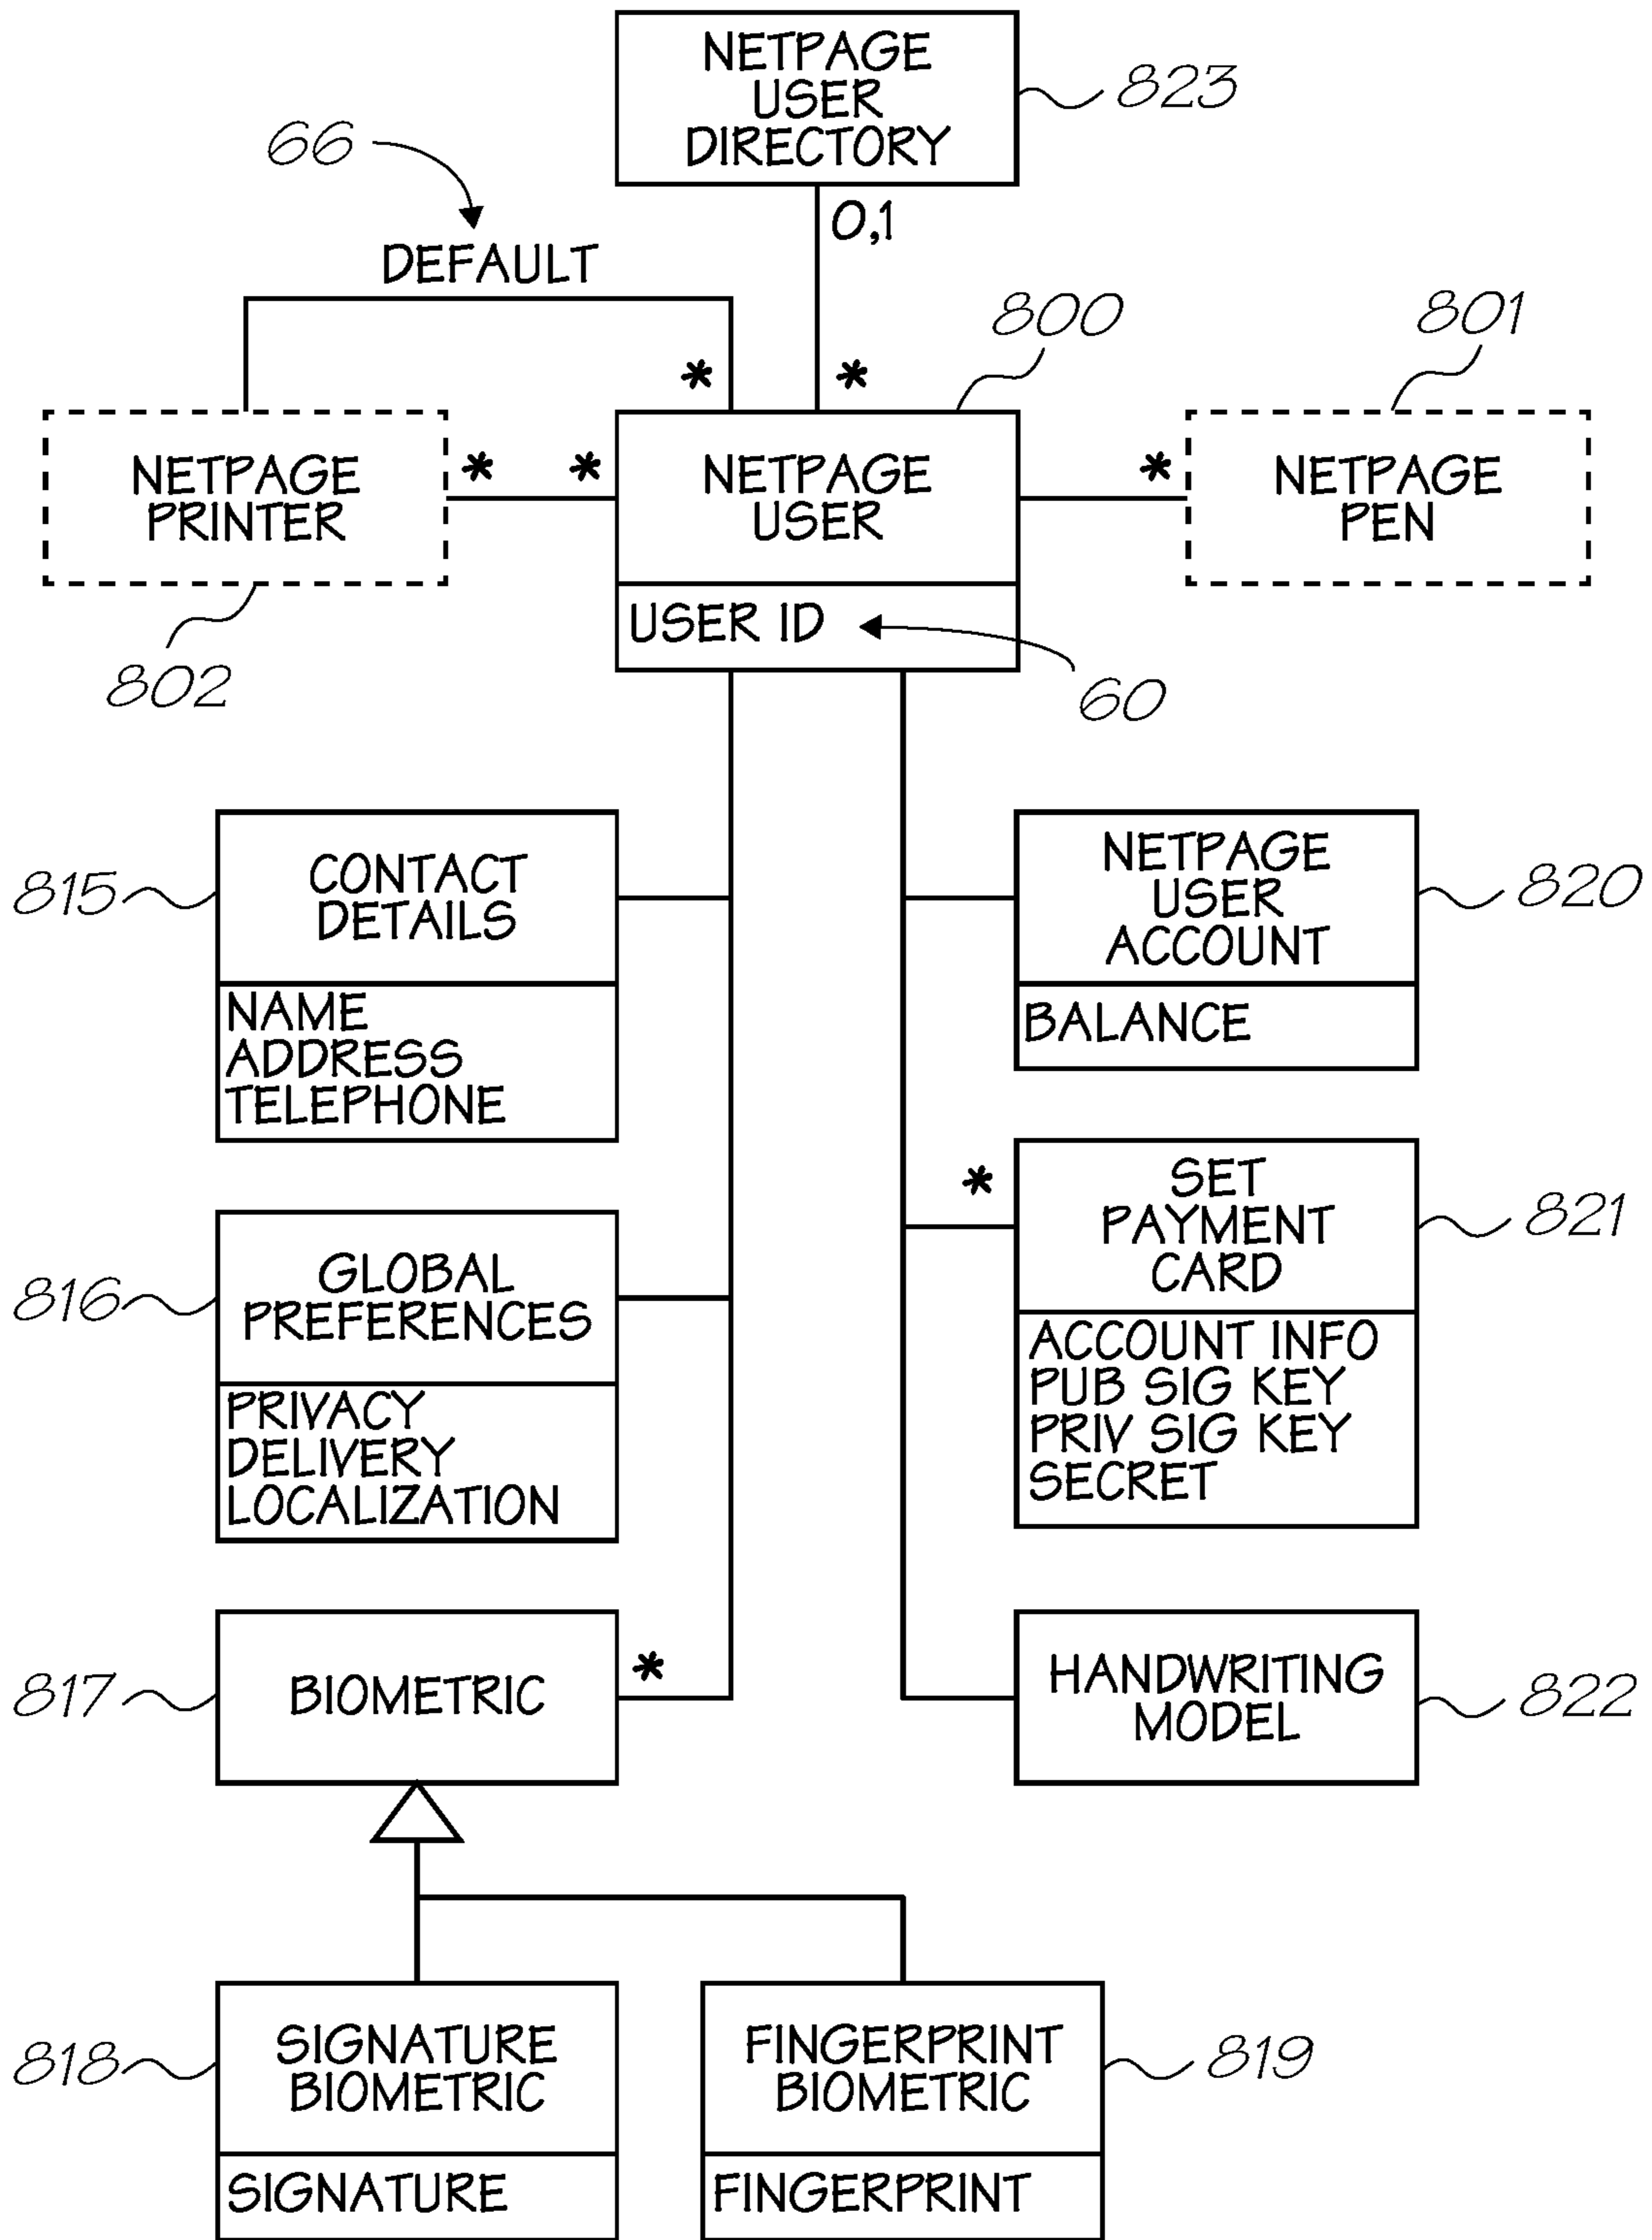 NETPAGE
USER
DIRECTORY
823
66
0,1
DEFAULT
800
801
*
*
NETPAGE
PRINTER
*
*
NETPAGE
USER
*
NETPAGE
PEN
USER ID
802
60
815
CONTACT
DETAILS
NAME
ADDRESS
TELEPHONE
NETPAGE
USER
ACCOUNT
820
BALANCE
816
GLOBAL
PREFERENCES
PRIVACY
DELIVERY
LOCALIZATION
*
SET
PAYMENT
CARD
821
ACCOUNT INFO
PUB SIG KEY
PRIV SIG KEY
SECRET
817
BIOMETRIC
*
HANDWRITING
MODEL
822
818
SIGNATURE
BIOMETRIC
SIGNATURE
FINGERPRINT
BIOMETRIC
819
FINGERPRINT